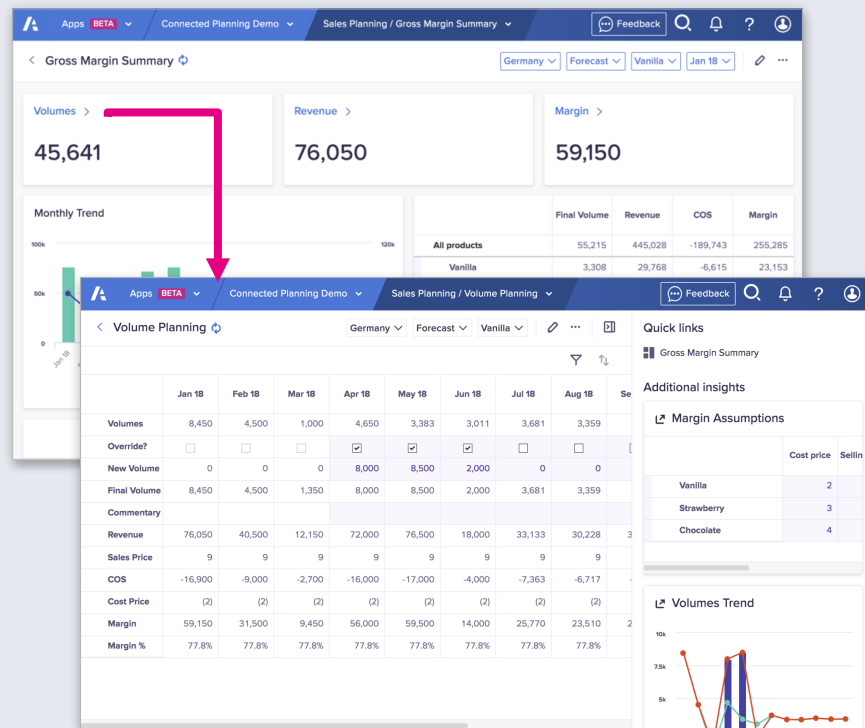 Apps BETA Connected Planning Demo Sales Planning / Gross Margin Summary Feedback ?
Gross Margin Summary Germany Forecast Vanilla Jan 18 ...
Volumes Revenue Margin
45,641 76,050 59,150
Monthly Trend
Final Volume Revenue COS Margin
100k 120k All products 55,215 445,028 -189,743 255,285
Vanilla 3,308 29,768 -6,615 23,153
50k
0
Jan 18
Apps BETA Connected Planning Demo Sales Planning / Volume Planning Feedback ?
Volume Planning Germany Forecast Vanilla ...
Jan 18 Feb 18 Mar 18 Apr 18 May 18 Jun 18 Jul 18 Aug 18 Se
Volumes 8,450 4,500 1,000 4,650 3,383 3,011 3,681 3,359
Override?
New Volume 0 0 0 8,000 8,500 2,000 0 0
Final Volume 8,450 4,500 1,350 8,000 8,500 2,000 3,681 3,359
Commentary
Revenue 76,050 40,500 12,150 72,000 76,500 18,000 33,133 30,228 3
Sales Price 9 9 9 9 9 9 9 9
COS -16,900 -9,000 -2,700 -16,000 -17,000 -4,000 -7,363 -6,717 -
Cost Price (2) (2) (2) (2) (2) (2) (2) (2)
Margin 59,150 31,500 9,450 56,000 59,500 14,000 25,770 23,510 2
Margin % 77.8% 77.8% 77.8% 77.8% 77.8% 77.8% 77.8% 77.8%
Quick links
Gross Margin Summary
Additional insights
Margin Assumptions
Cost price Sellin
Vanilla 2
Strawberry 3
Chocolate 4
Volumes Trend
10k
7.5k
5k